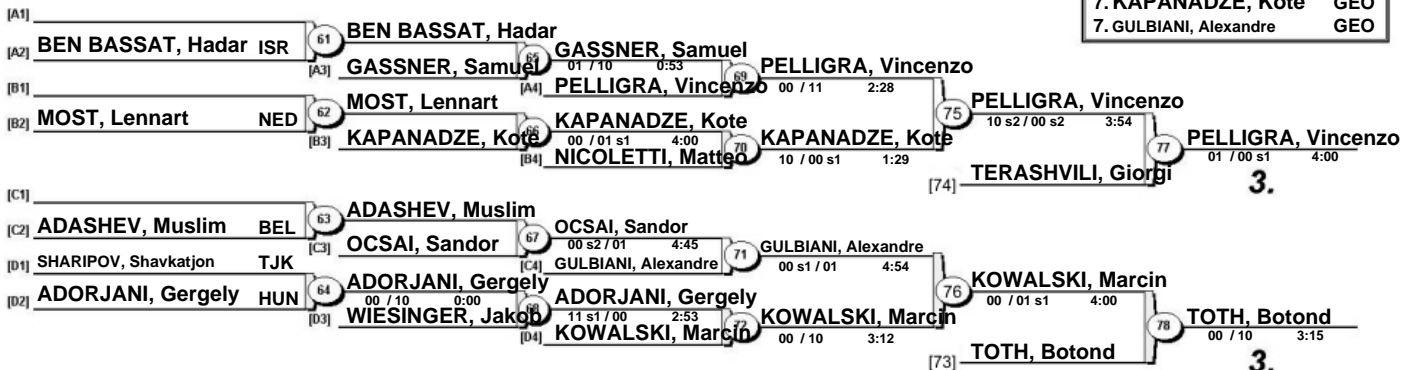 7. KAPANADZE, Kote GEO
7. GULBIANI, Alexandre GEO
[A1]
[A2] BEN BASSAT, Hadar ISR
61
BEN BASSAT, Hadar
[A3] GASSNER, Samuel
65
GASSNER, Samuel
01 / 10 0:53
[A4] PELLIGRA, Vincenzo
69
PELLIGRA, Vincenzo
00 / 11 2:28
[B1]
[B2] MOST, Lennart NED
62
MOST, Lennart
[B3] KAPANADZE, Kote
66
KAPANADZE, Kote
00 / 01 s1 4:00
[B4] NICOLETTI, Matteo
70
KAPANADZE, Kote
10 / 00 s1 1:29
75
PELLIGRA, Vincenzo
10 s2 / 00 s2 3:54
[74] TERASHVILI, Giorgi
77
PELLIGRA, Vincenzo
01 / 00 s1 4:00
3.
[C1]
[C2] ADASHEV, Muslim BEL
63
ADASHEV, Muslim
[C3] OCSAI, Sandor
67
OCSAI, Sandor
00 s2 / 01 4:45
[C4] GULBIANI, Alexandre
71
GULBIANI, Alexandre
00 s1 / 01 4:54
[D1] SHARIPOV, Shavkatjon TJK
[D2] ADORJANI, Gergely HUN
64
ADORJANI, Gergely
00 / 10 0:00
[D3] WIESINGER, Jakob
68
ADORJANI, Gergely
11 s1 / 00 2:53
[D4] KOWALSKI, Marcin
72
KOWALSKI, Marcin
00 / 10 3:12
76
KOWALSKI, Marcin
00 / 01 s1 4:00
[73] TOTH, Botond
78
TOTH, Botond
00 / 10 3:15
3.